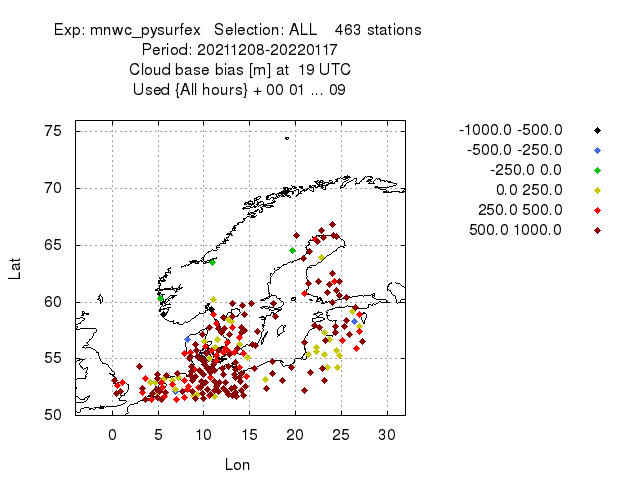 Exp: mnwc_pysurfex   Selection: ALL    463 stations
Period: 20211208-20220117
Cloud base bias [m] at  19 UTC
Used {All hours} + 00 01 ... 09
-1000.0 -500.0
-500.0 -250.0
-250.0 0.0
0.0 250.0
250.0 500.0
500.0 1000.0
75
70
65
60
55
50
Lat
0 5 10 15 20 25 30
Lon